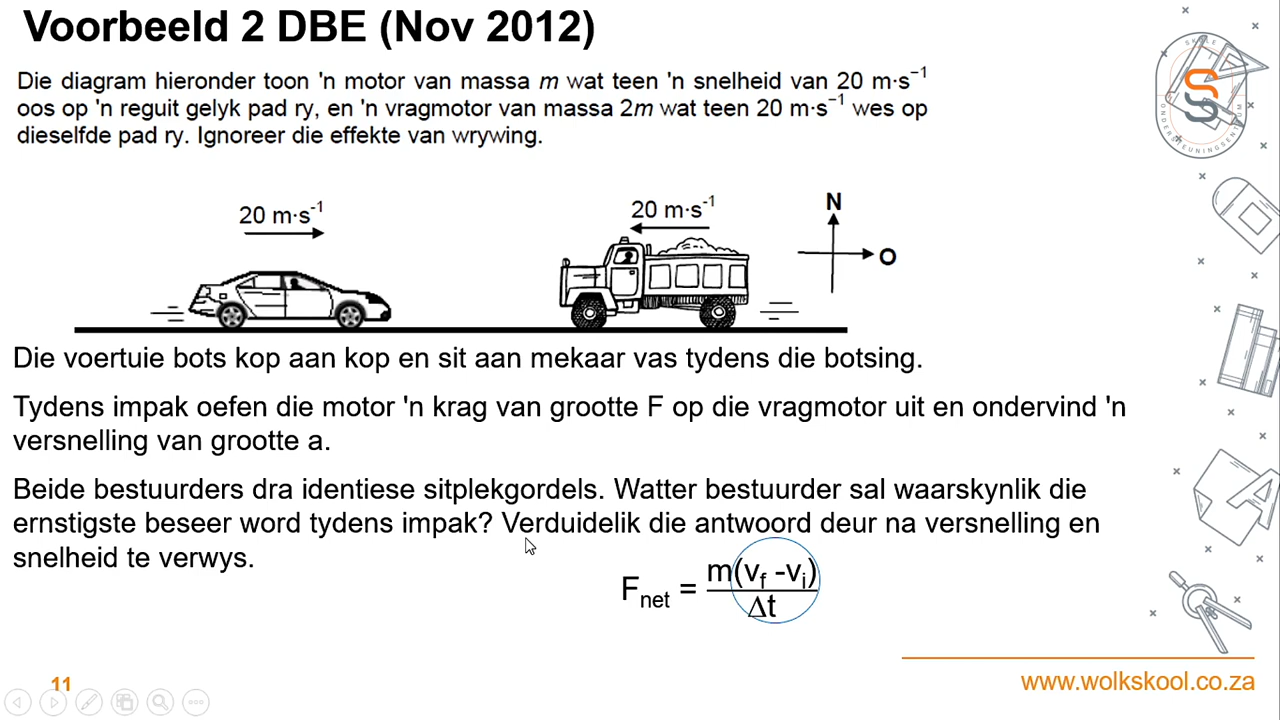 Voorbeeld 2 DBE (Nov 2012)
Die diagram hieronder toon 'n motor van massa m wat teen 'n snelheid van 20 m·s⁻¹
oos op 'n reguit gelyk pad ry, en 'n vragmotor van massa 2m wat teen 20 m·s⁻¹ wes op
dieselfde pad ry. Ignoreer die effekte van wrywing.
20 m·s⁻¹
20 m·s⁻¹
N
O
Die voertuie bots kop aan kop en sit aan mekaar vas tydens die botsing.
Tydens impak oefen die motor 'n krag van grootte F op die vragmotor uit en ondervind 'n
versnelling van grootte a.
Beide bestuurders dra identiese sitplekgordels. Watter bestuurder sal waarskynlik die
ernstigste beseer word tydens impak? Verduidelik die antwoord deur na versnelling en
snelheid te verwys.
F_net = m(v_f -v_i)
Δt
11
www.wolkskool.co.za
SKOLE
ONDERSTEUNINGSENTRUM